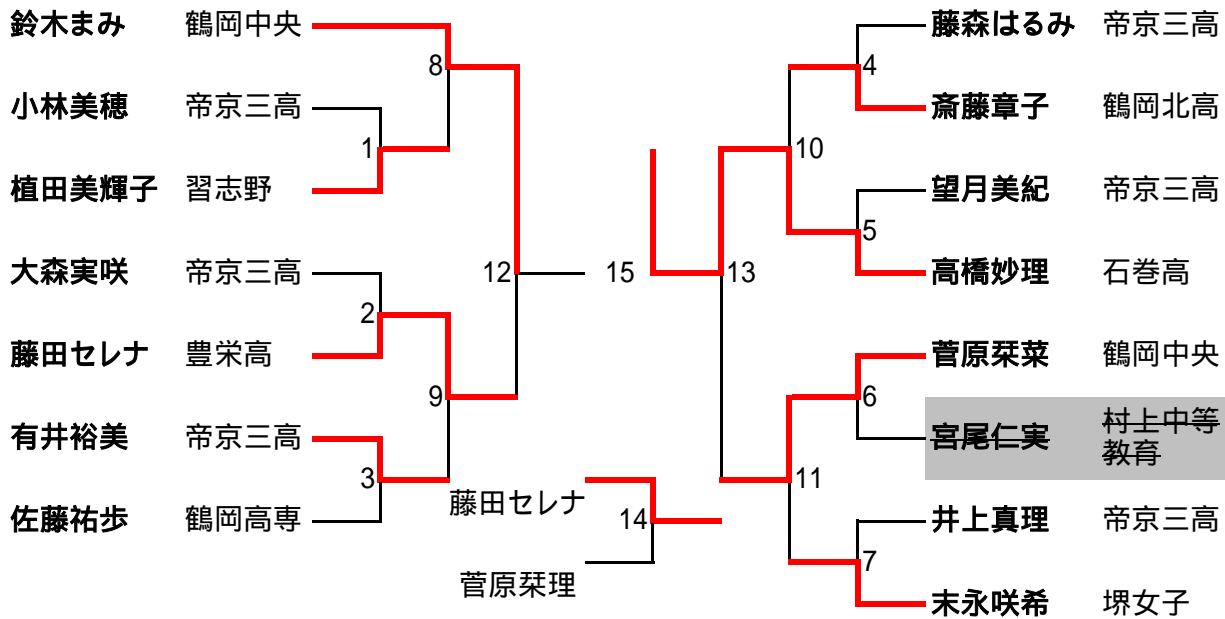 鈴木まみ 鶴岡中央
8
小林美穂 帝京三高
1
植田美輝子 習志野
大森実咲 帝京三高
12
2
藤田セレナ 豊栄高
9
有井裕美 帝京三高
3
佐藤祐歩 鶴岡高専
15
藤田セレナ
14
菅原栞理
藤森はるみ 帝京三高
4
斎藤章子 鶴岡北高
10
望月美紀 帝京三高
5
13
高橋妙理 石巻高
菅原栞菜 鶴岡中央
6
宮尾仁実 村上中等
教育
11
井上真理 帝京三高
7
末永咲希 堺女子